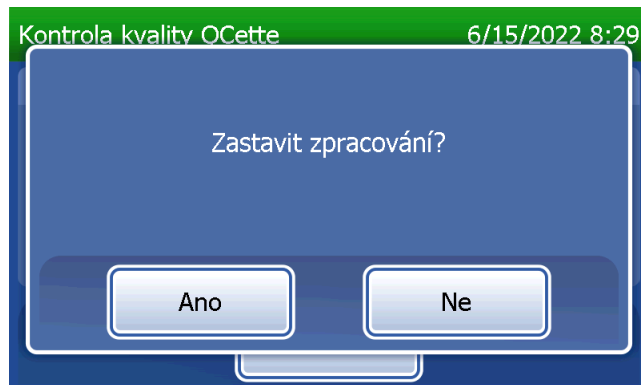 Kontrola kvality QCette 6/15/2022 8:29
Zastavit zpracování?
Ano Ne